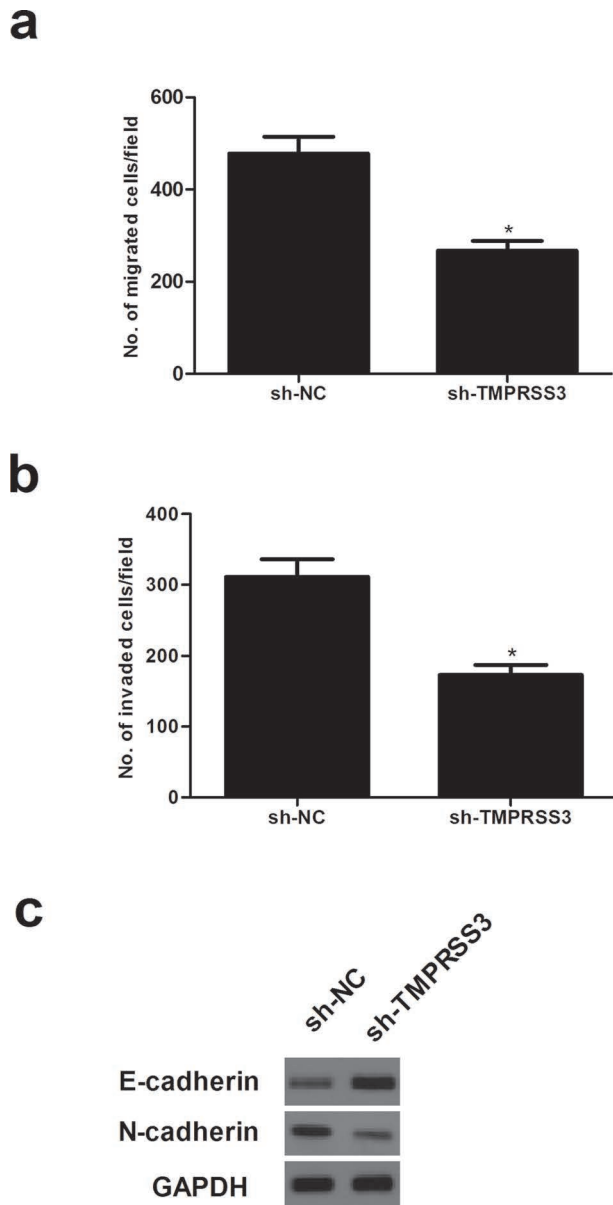 a
No. of migrated cells/field
600
400
200
0
*
sh-NC
sh-TMPRSS3
b
No. of invaded cells/field
400
300
200
100
0
*
sh-NC
sh-TMPRSS3
c
sh-NC
sh-TMPRSS3
E-cadherin
N-cadherin
GAPDH